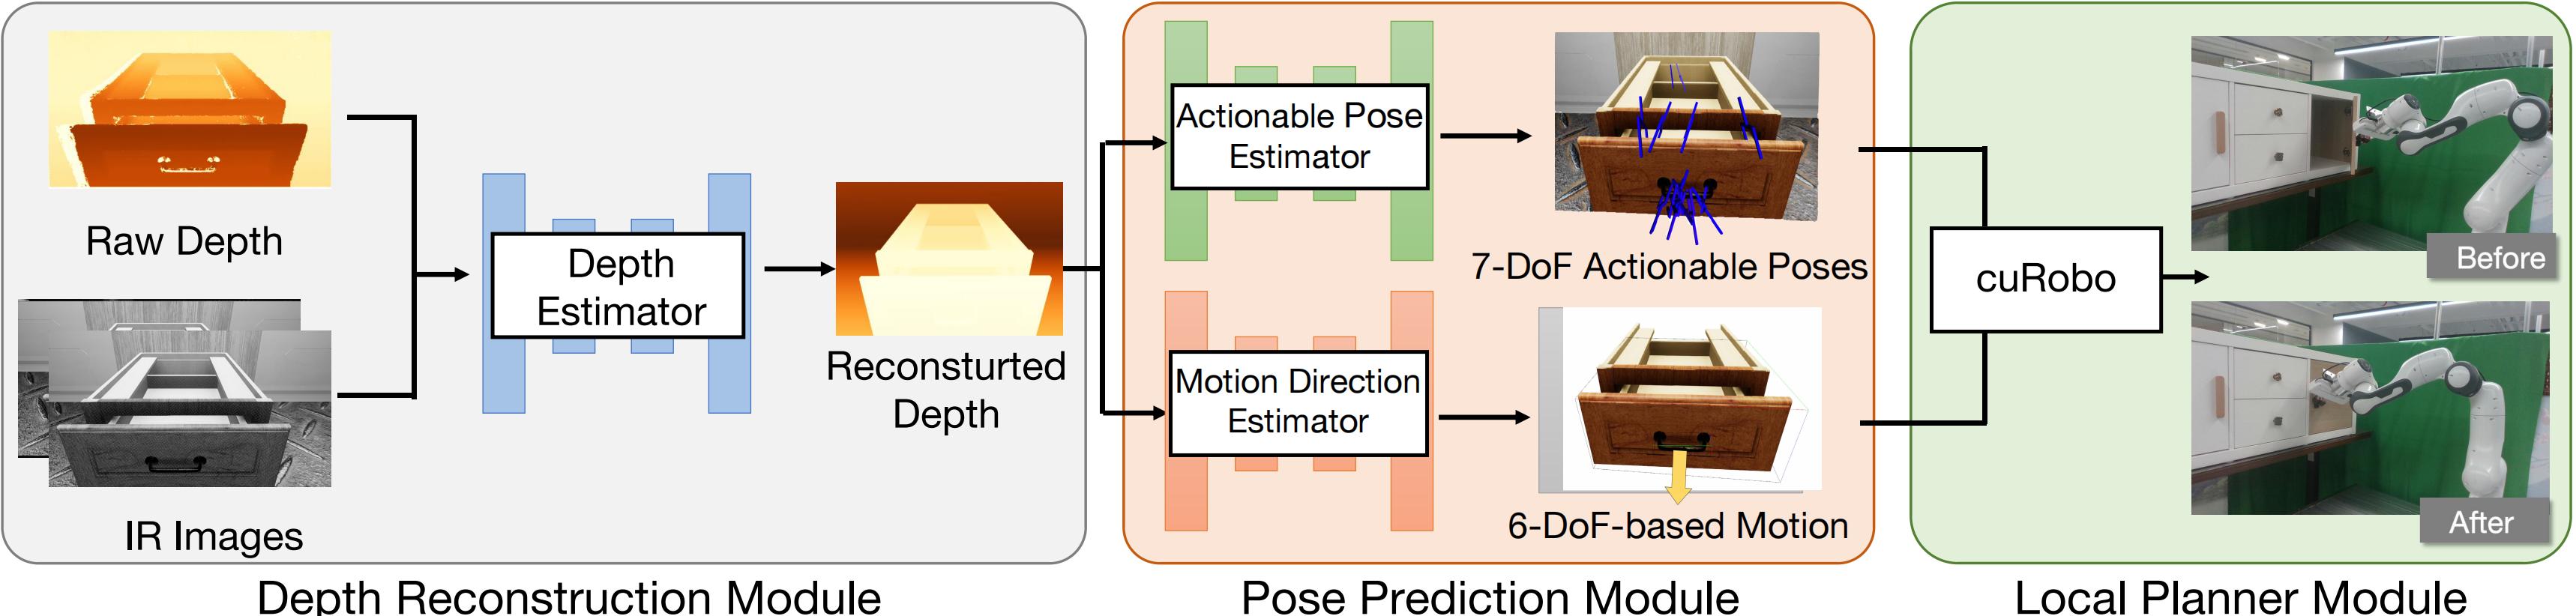 Raw Depth
IR Images
Depth
Estimator
Reconsturted
Depth
Depth Reconstruction Module
Actionable Pose
Estimator
7-DoF Actionable Poses
Motion Direction
Estimator
6-DoF-based Motion
Pose Prediction Module
cuRobo
Before
After
Local Planner Module